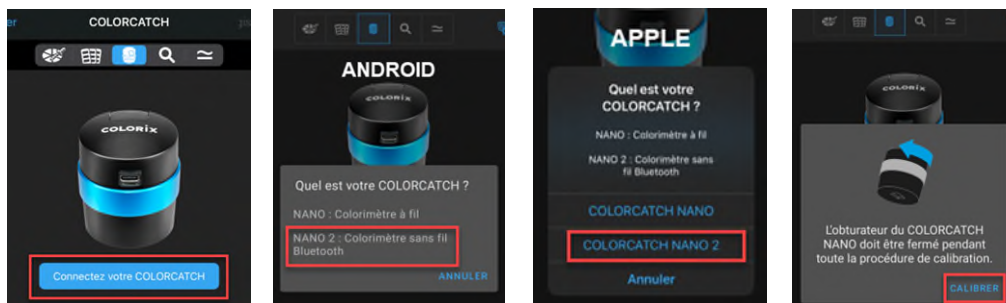 er
COLORCATCH
COLORIX
Connectez votre COLORCATCH
ANDROID
COLORIX
Quel est votre COLORCATCH ?
NANO : Colorimètre à fil
NANO 2 : Colorimètre sans fil
Bluetooth
ANNULER
APPLE
Quel est votre
COLORCATCH ?
NANO : Colorimètre à fil
NANO 2 : Colorimètre sans
fil Bluetooth
COLORCATCH NANO
COLORCATCH NANO 2
Annuler
COLORIX
L'obturateur du COLORCATCH
NANO doit être fermé pendant
toute la procédure de calibration.
CALIBRER